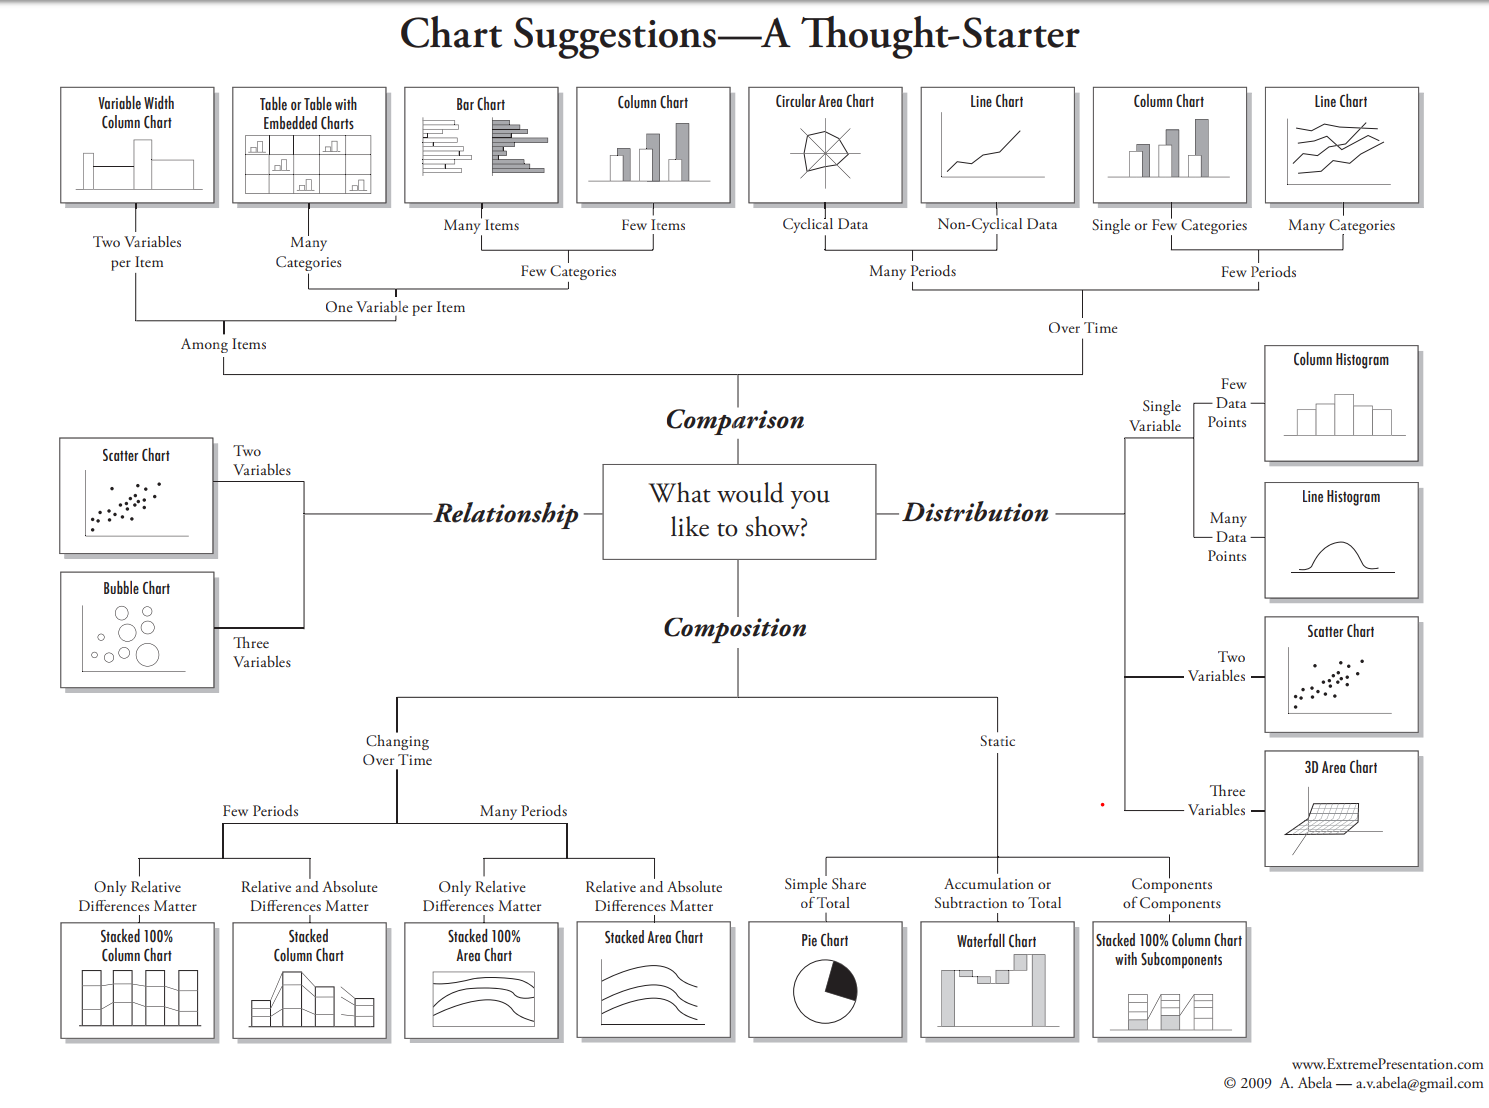 Chart Suggestions—A Thought-Starter
Variable Width
Column Chart
Table or Table with
Embedded Charts
Bar Chart
Column Chart
Circular Area Chart
Line Chart
Column Chart
Line Chart
Two Variables
per Item
Many
Categories
Many Items
Few Items
Cyclical Data
Non-Cyclical Data
Single or Few Categories
Many Categories
Few Categories
Many Periods
Few Periods
One Variable per Item
Among Items
Over Time
Comparison
What would you
like to show?
Relationship
Two
Variables
Scatter Chart
Bubble Chart
Three
Variables
Distribution
Single
Variable
Few
Data
Points
Column Histogram
Many
Data
Points
Line Histogram
Two
Variables
Scatter Chart
Three
Variables
3D Area Chart
Composition
Changing
Over Time
Static
Few Periods
Many Periods
Only Relative
Differences Matter
Relative and Absolute
Differences Matter
Only Relative
Differences Matter
Relative and Absolute
Differences Matter
Simple Share
of Total
Accumulation or
Subtraction to Total
Components
of Components
Stacked 100%
Column Chart
Stacked
Column Chart
Stacked 100%
Area Chart
Stacked Area Chart
Pie Chart
Waterfall Chart
Stacked 100% Column Chart
with Subcomponents
www.ExtremePresentation.com
© 2009 A. Abela — a.v.abela@gmail.com